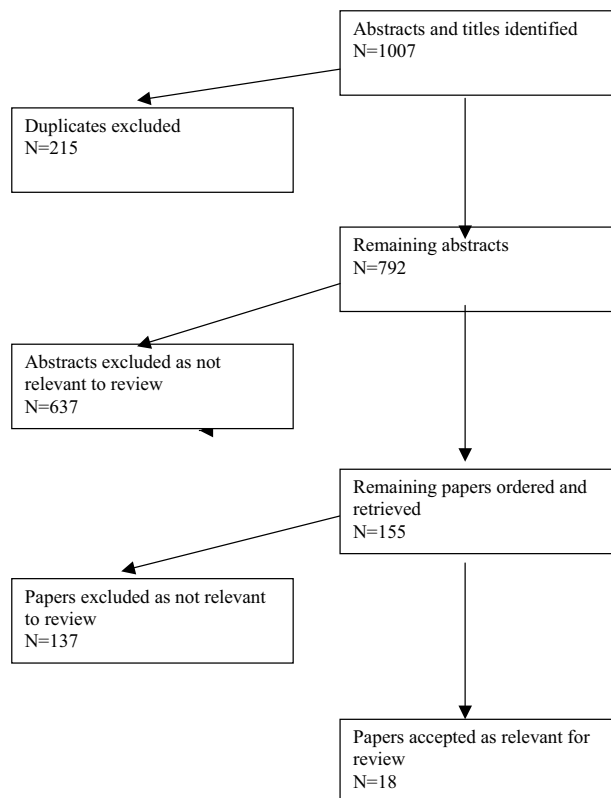 Abstracts and titles identified
N=1007
Duplicates excluded
N=215
Remaining abstracts
N=792
Abstracts excluded as not
relevant to review
N=637
Remaining papers ordered and
retrieved
N=155
Papers excluded as not relevant
to review
N=137
Papers accepted as relevant for
review
N=18